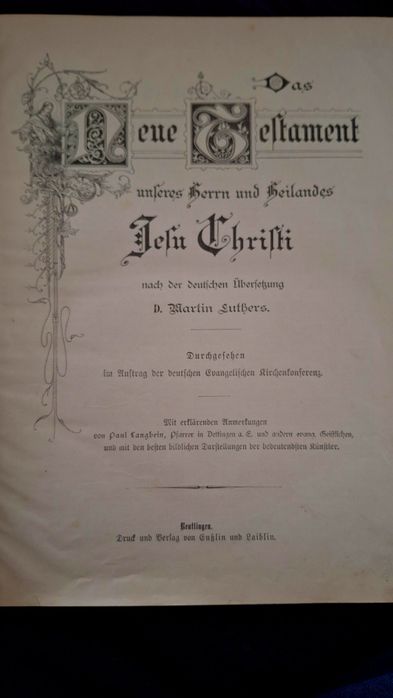 Das
Neue Testament
unseres Herrn und Heilandes
Jesu Christi
nach der deutschen Übersetzung
D. Martin Luthers.
Durchgesehen
im Auftrag der deutschen Evangelischen Kirchenkonferenz.
Mit erklärenden Anmerkungen
von Paul Langbein, Pfarrer in Dettingen a. E. und andern evang. Geistlichen,
und mit den besten bildlichen Darstellungen der bedeutendsten Künstler.
Reutlingen.
Druck und Verlag von Enßlin und Laiblin.